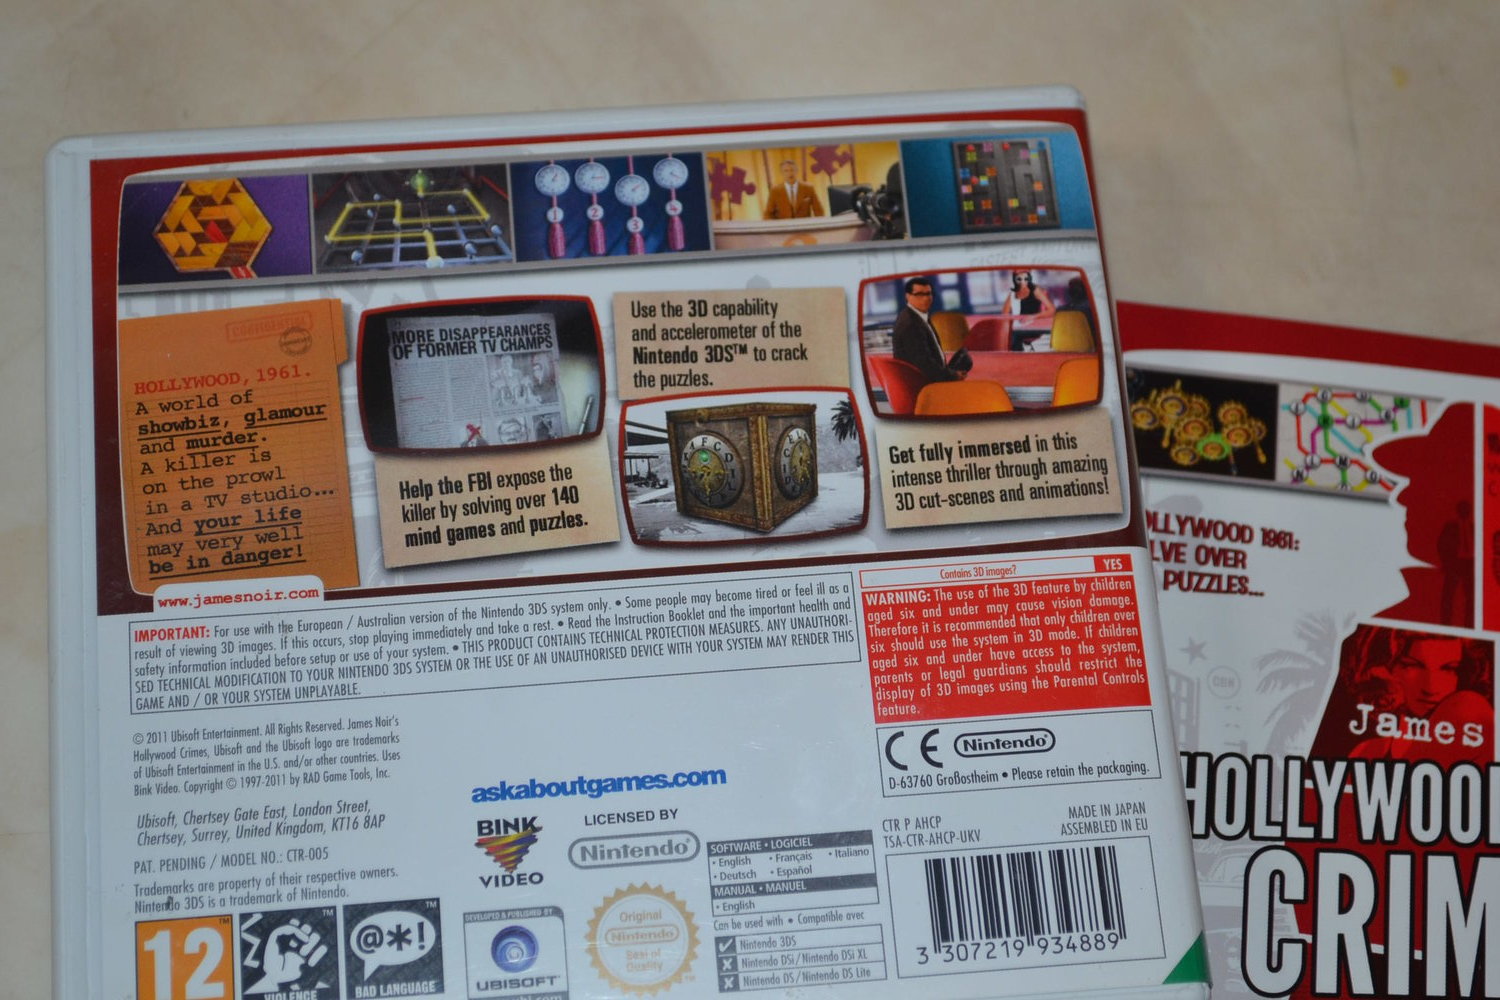 CONFIDENTIAL
HOLLYWOOD, 1961.
A world of
showbiz, glamour
and murder.
A killer is
on the prowl
in a TV studio...
And your life
may very well
be in danger!
www.jamesnoir.com
MORE DISAPPEARANCES
OF FORMER TV CHAMPS
Help the FBI expose the
killer by solving over 140
mind games and puzzles.
Use the 3D capability
and accelerometer of the
Nintendo 3DS™ to crack
the puzzles.
Get fully immersed in this
intense thriller through amazing
3D cut-scenes and animations!
IMPORTANT: For use with the European / Australian version of the Nintendo 3DS system only. • Some people may become tired or feel ill as a
result of viewing 3D images. If this occurs, stop playing immediately and take a rest. • Read the Instruction Booklet and the important health and
safety information included before setup or use of your system. • THIS PRODUCT CONTAINS TECHNICAL PROTECTION MEASURES. ANY UNAUTHORI-
SED TECHNICAL MODIFICATION TO YOUR NINTENDO 3DS SYSTEM OR THE USE OF AN UNAUTHORISED DEVICE WITH YOUR SYSTEM MAY RENDER THIS
GAME AND / OR YOUR SYSTEM UNPLAYABLE.
Contains 3D images? YES
WARNING: The use of the 3D feature by children
aged six and under may cause vision damage.
Therefore it is recommended that only children over
six should use the system in 3D mode. If children
aged six and under have access to the system,
parents or legal guardians should restrict the
display of 3D images using the Parental Controls
feature.
CE Nintendo
D-63760 Großostheim • Please retain the packaging.
© 2011 Ubisoft Entertainment. All Rights Reserved. James Noir's
Hollywood Crimes, Ubisoft and the Ubisoft logo are trademarks
of Ubisoft Entertainment in the U.S. and/or other countries. Uses
Bink Video. Copyright © 1997-2011 by RAD Game Tools, Inc.
Ubisoft, Chertsey Gate East, London Street,
Chertsey, Surrey, United Kingdom, KT16 8AP
PAT. PENDING / MODEL NO.: CTR-005
Trademarks are property of their respective owners.
Nintendo 3DS is a trademark of Nintendo.
askaboutgames.com
BINK
VIDEO
LICENSED BY
Nintendo
SOFTWARE • LOGICIEL
• English • Français • Italiano
• Deutsch • Español
MANUAL • MANUEL
• English
Can be used with • Compatible avec
Nintendo 3DS
Nintendo DSi / Nintendo DSi XL
Nintendo DS / Nintendo DS Lite
CTR P AHCP
TSA-CTR-AHCP-UKV
MADE IN JAPAN
ASSEMBLED IN EU
3 307219 934889
12
VIOLENCE
@*!
BAD LANGUAGE
DEVELOPED & PUBLISHED BY
UBISOFT
Original
Nintendo
Seal of
Quality
OLLYWOOD 1961:
LVE OVER
PUZZLES...
James
HOLLYWOO
CRIM